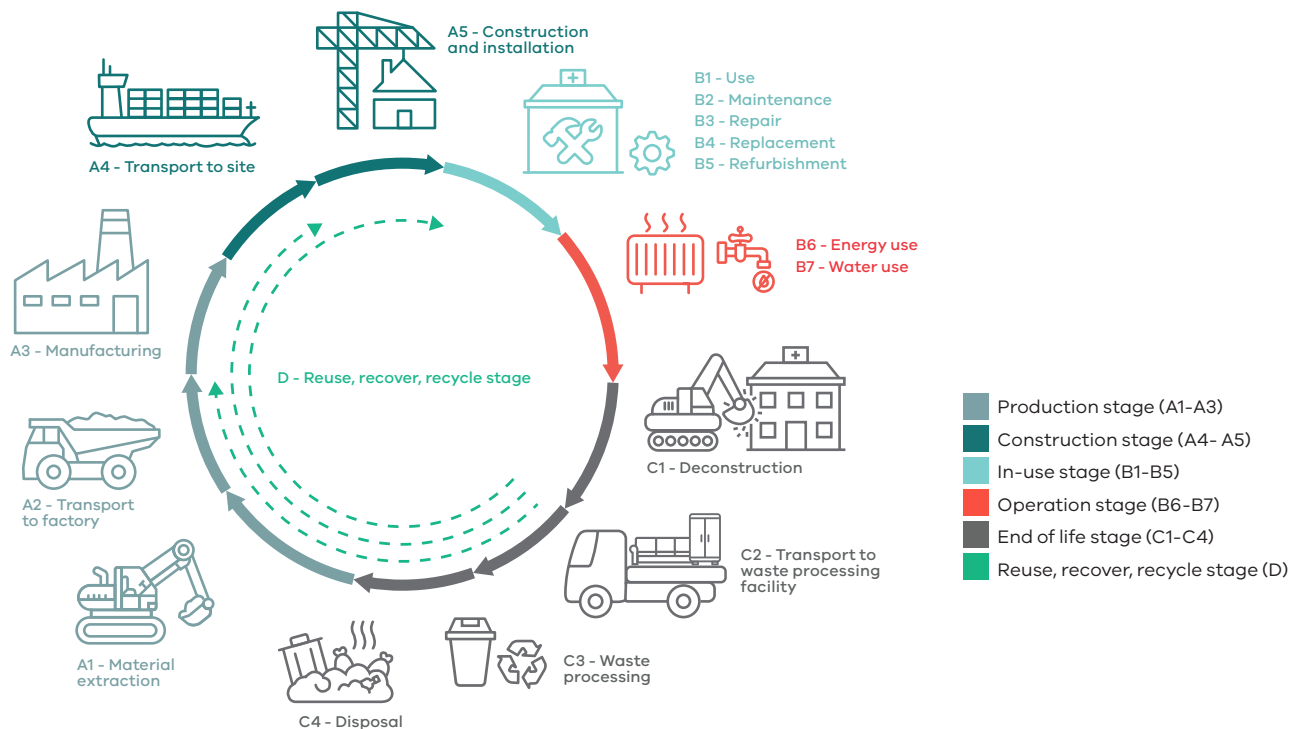 A5 - Construction
and installation
B1 - Use
B2 - Maintenance
B3 - Repair
B4 - Replacement
B5 - Refurbishment
A4 - Transport to site
B6 - Energy use
B7 - Water use
A3 - Manufacturing
D - Reuse, recover, recycle stage
C1 - Deconstruction
A2 - Transport
to factory
C2 - Transport to
waste processing
facility
A1 - Material
extraction
C3 - Waste
processing
C4 - Disposal
Production stage (A1-A3)
Construction stage (A4- A5)
In-use stage (B1-B5)
Operation stage (B6-B7)
End of life stage (C1-C4)
Reuse, recover, recycle stage (D)